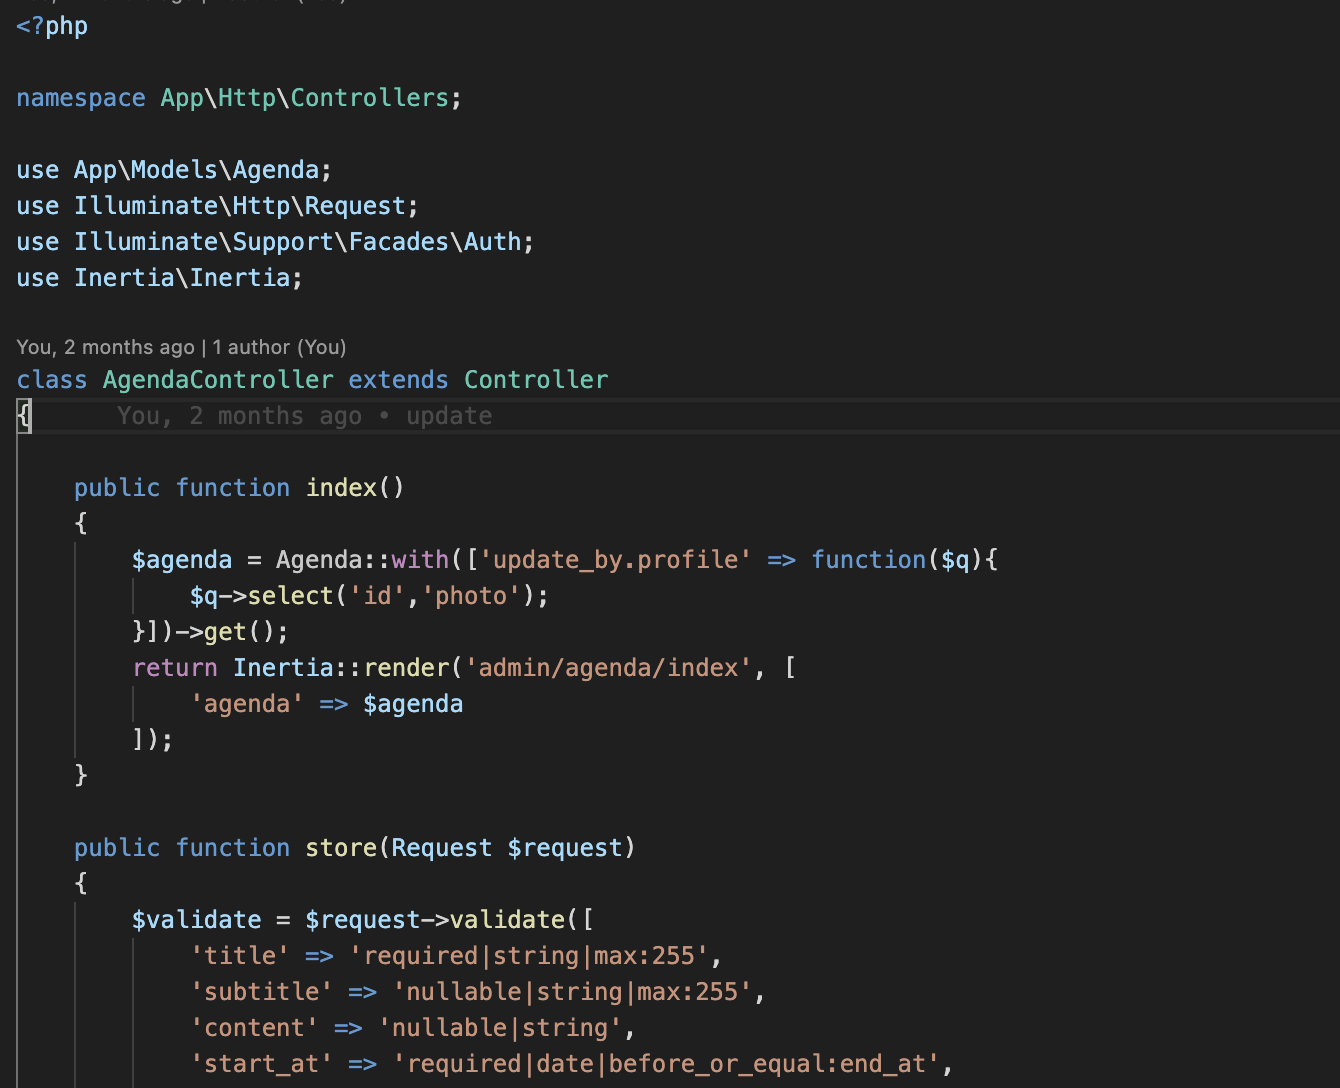 <?php
namespace App\Http\Controllers;
use App\Models\Agenda;
use Illuminate\Http\Request;
use Illuminate\Support\Facades\Auth;
use Inertia\Inertia;
You, 2 months ago | 1 author (You)
class AgendaController extends Controller
{ You, 2 months ago • update
public function index()
{
$agenda = Agenda::with(['update_by.profile' => function($q){
$q->select('id','photo');
}])->get();
return Inertia::render('admin/agenda/index', [
'agenda' => $agenda
]);
}
public function store(Request $request)
{
$validate = $request->validate([
'title' => 'required|string|max:255',
'subtitle' => 'nullable|string|max:255',
'content' => 'nullable|string',
'start_at' => 'required|date|before_or_equal:end_at',